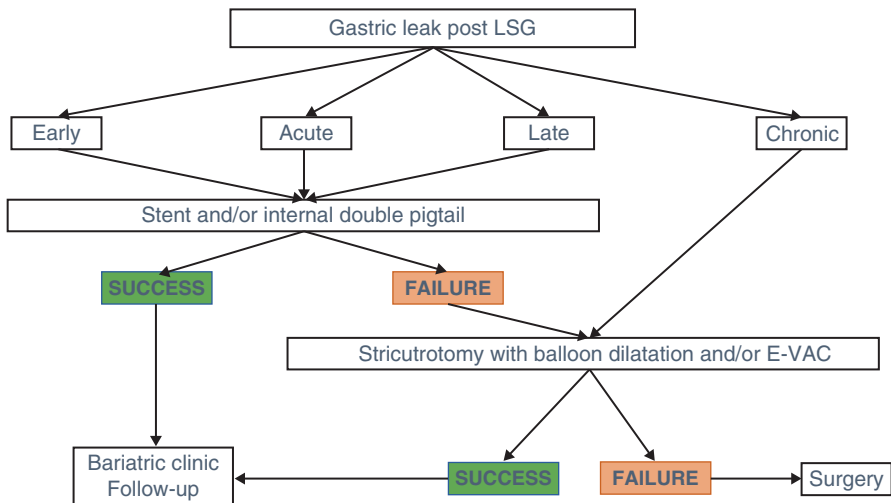 Gastric leak post LSG
Early
Acute
Late
Chronic
Stent and/or internal double pigtail
SUCCESS
FAILURE
Stricutrotomy with balloon dilatation and/or E-VAC
Bariatric clinic
Follow-up
SUCCESS
FAILURE
Surgery